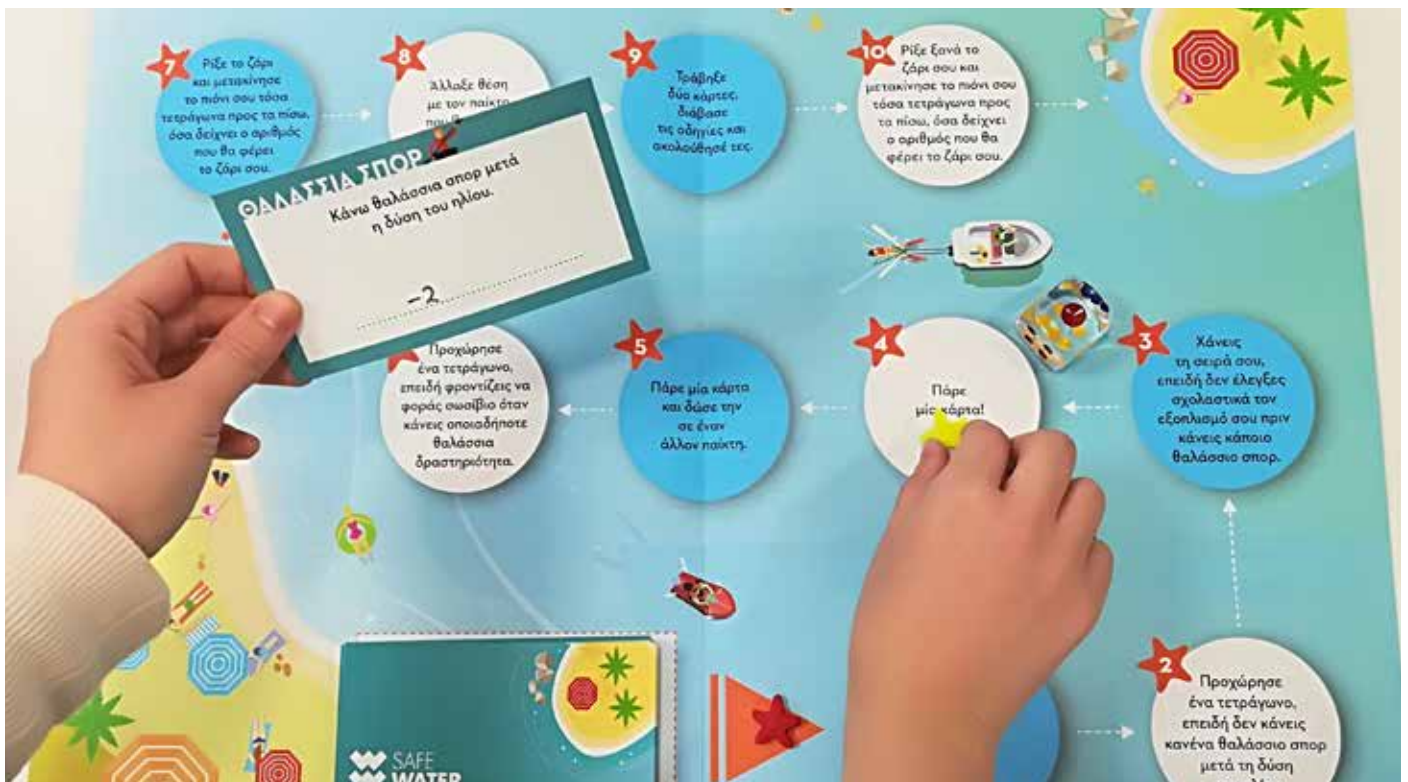 7
Ρίξε το ζάρι
και μετακίνησε
το πιόνι σου τόσα
τετράγωνα προς τα πίσω,
όσα δείχνει ο αριθμός
που θα φέρει
το ζάρι σου.
8
Άλλαξε θέση
με τον παίκτη
που
9
Τράβηξε
δύο κάρτες,
διάβασε
τις οδηγίες και
ακολούθησέ τες.
10
Ρίξε ξανά το
ζάρι σου και
μετακίνησε το πιόνι σου
τόσα τετράγωνα προς
τα πίσω, όσα δείχνει
ο αριθμός που θα
φέρει το ζάρι σου.
ΘΑΛΑΣΣΙΑ ΣΠΟΡ
Κάνω θαλάσσια σπορ μετά
η δύση του ηλίου.
-2
Προχώρησε
ένα τετράγωνο,
επειδή φροντίζεις να
φοράς σωσίβιο όταν
κάνεις οποιαδήποτε
θαλάσσια
δραστηριότητα.
5
Πάρε μία κάρτα
και δώσε την
σε έναν
άλλον παίκτη.
4
Πάρε
μία κάρτα!
3
Χάνεις
τη σειρά σου,
επειδή δεν έλεγξες
σχολαστικά τον
εξοπλισμό σου πριν
κάνεις κάποιο
θαλάσσιο σπορ.
2
Προχώρησε
ένα τετράγωνο,
επειδή δεν κάνεις
κανένα θαλάσσιο σπορ
μετά τη δύση
SAFE
WATER